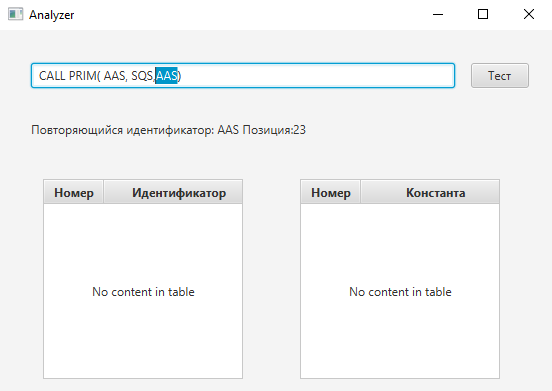 Analyzer
CALL PRIM( AAS, SQS,AAS)
Тест
Повторяющийся идентификатор: AAS Позиция:23
Номер Идентификатор
Номер Константа
No content in table
No content in table